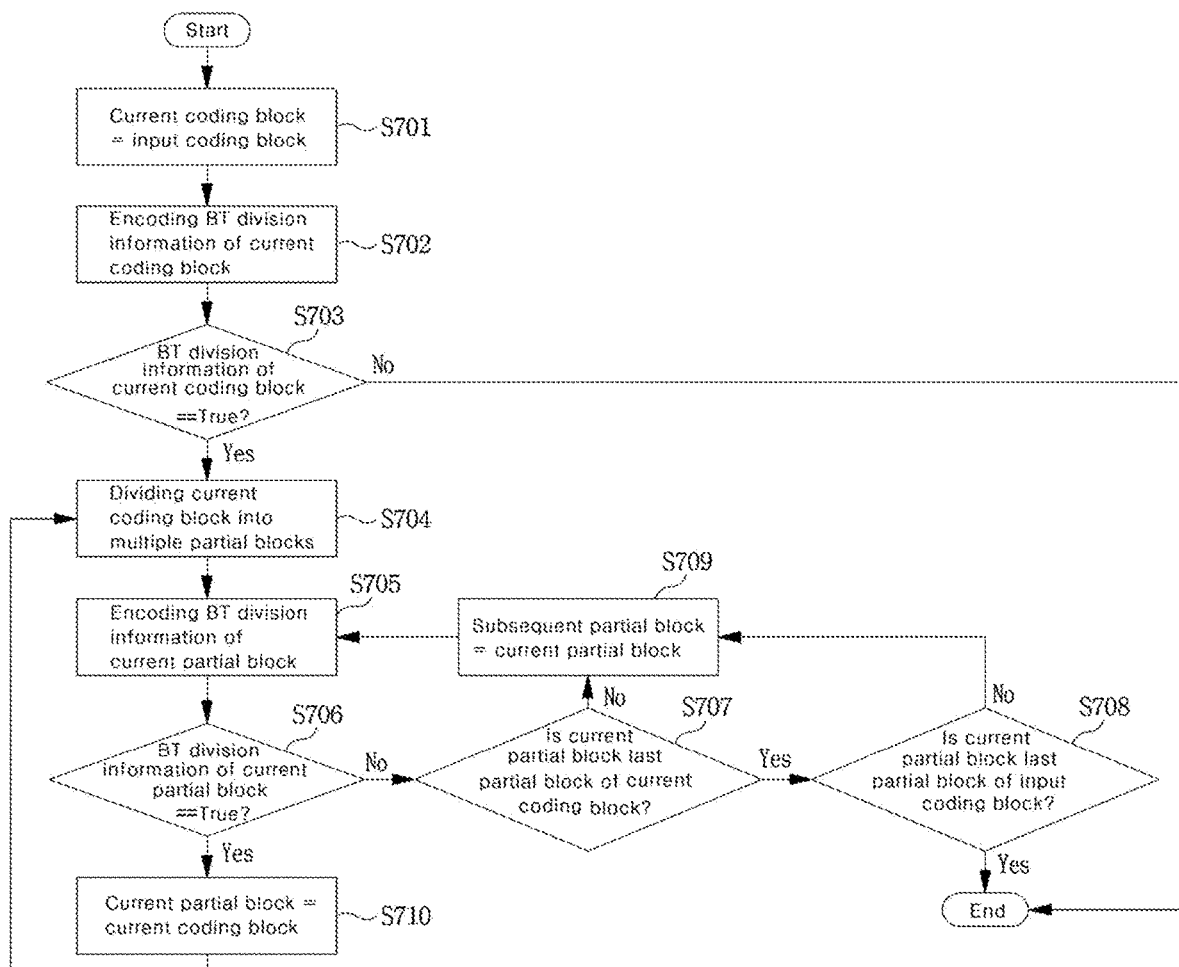 Start
Current coding block
= input coding block
S701
Encoding BT division
information of current
coding block
S702
S703
BT division
information of
current coding block
==True?
No
Yes
Dividing current
coding block into
multiple partial blocks
S704
S705
Encoding BT division
information of
current partial block
S709
Subsequent partial block
= current partial block
S706
BT division
information of current
partial block
==True?
No
No
S707
Is current
partial block last
partial block of current
coding block?
Yes
No
S708
Is current
partial block last
partial block of input
coding block?
Yes
Yes
Current partial block =
current coding block
S710
End